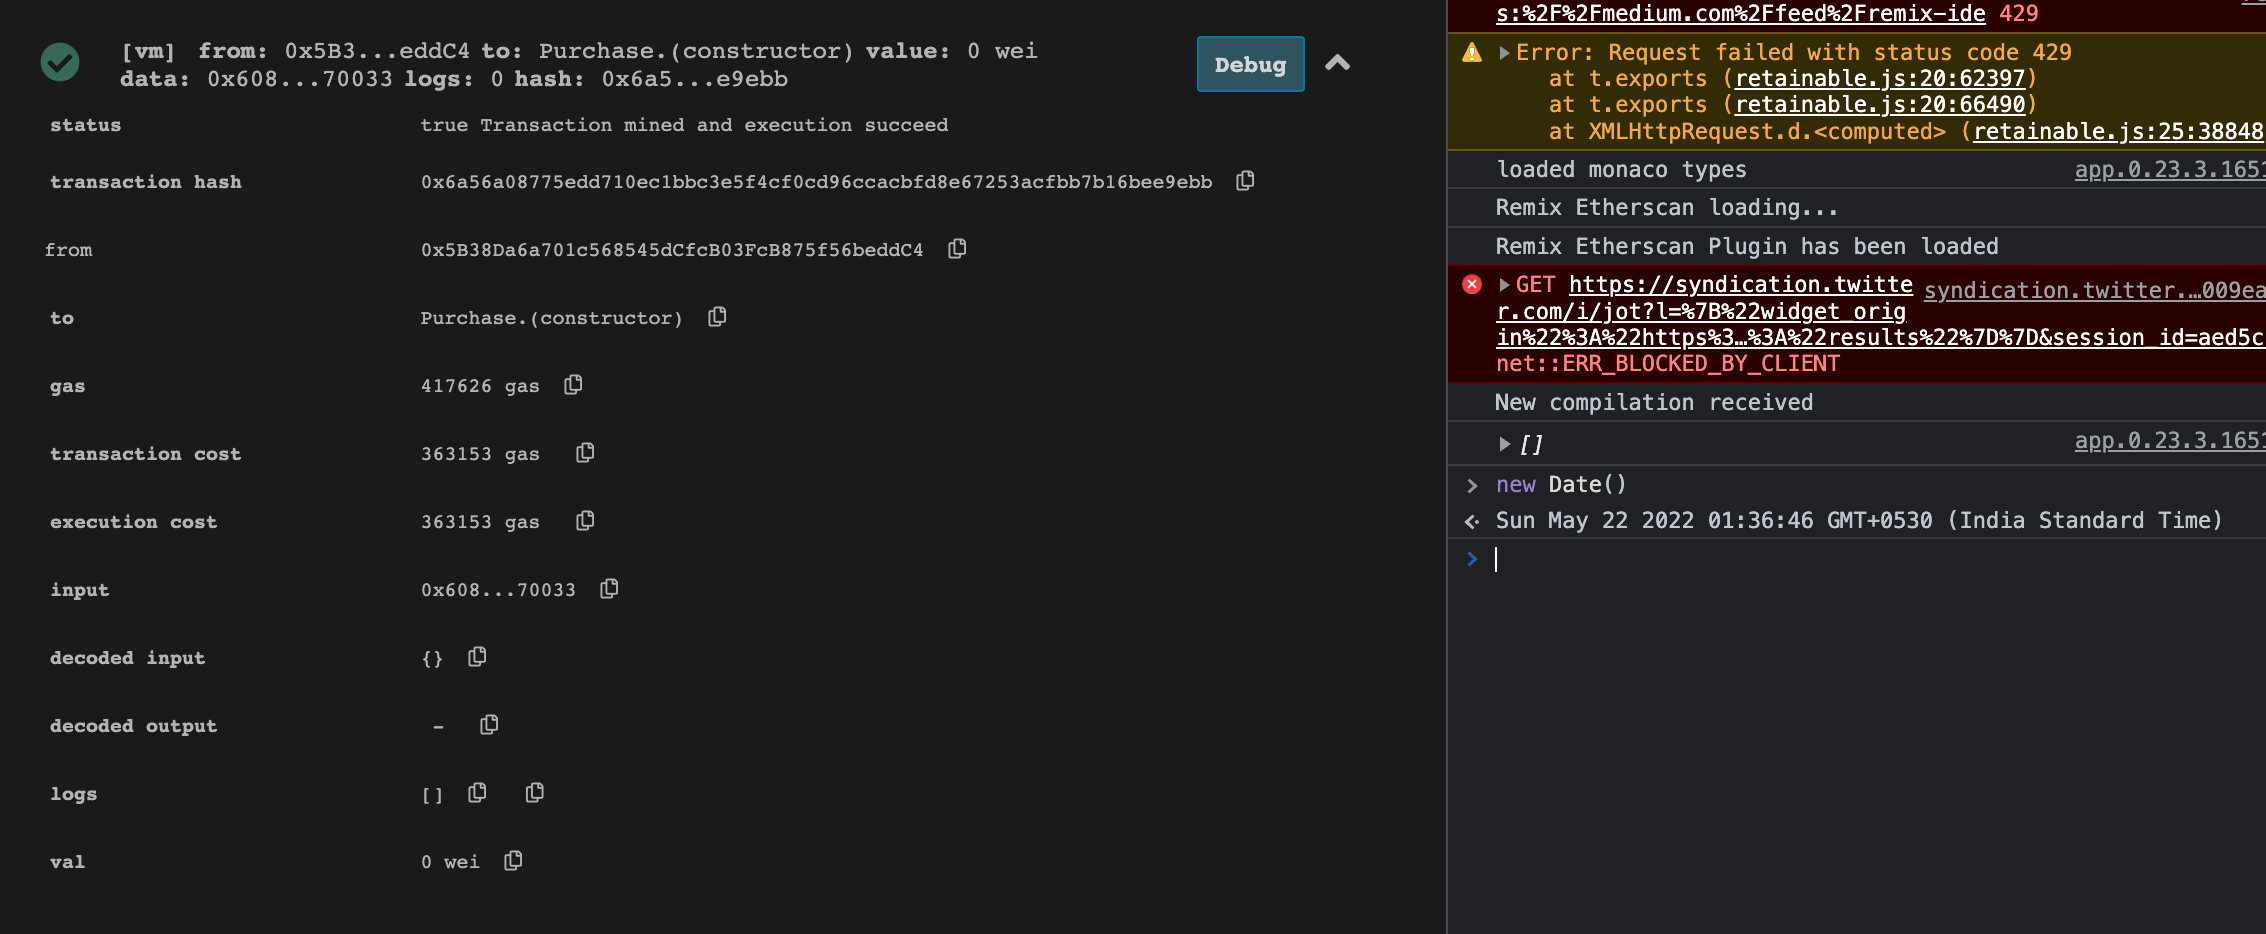 [vm] from: 0x5B3...eddC4 to: Purchase.(constructor) value: 0 wei
data: 0x608...70033 logs: 0 hash: 0x6a5...e9ebb
Debug
status true Transaction mined and execution succeed
transaction hash 0x6a56a08775edd710ec1bbc3e5f4cf0cd96ccacbfd8e67253acfbb7b16bee9ebb
from 0x5B38Da6a701c568545dCfcB03FcB875f56beddC4
to Purchase.(constructor)
gas 417626 gas
transaction cost 363153 gas
execution cost 363153 gas
input 0x608...70033
decoded input {}
decoded output -
logs []
val 0 wei
s:%2F%2Fmedium.com%2Ffeed%2Fremix-ide 429
Error: Request failed with status code 429
at t.exports (retainable.js:20:62397)
at t.exports (retainable.js:20:66490)
at XMLHttpRequest.d.<computed> (retainable.js:25:38848
loaded monaco types app.0.23.3.1651
Remix Etherscan loading...
Remix Etherscan Plugin has been loaded
GET https://syndication.twitte syndication.twitter.…009ea
r.com/i/jot?l=%7B%22widget_orig
in%22%3A%22https%3…%3A%22results%22%7D%7D&session_id=aed5c
net::ERR_BLOCKED_BY_CLIENT
New compilation received
[] app.0.23.3.1651
> new Date()
Sun May 22 2022 01:36:46 GMT+0530 (India Standard Time)
>